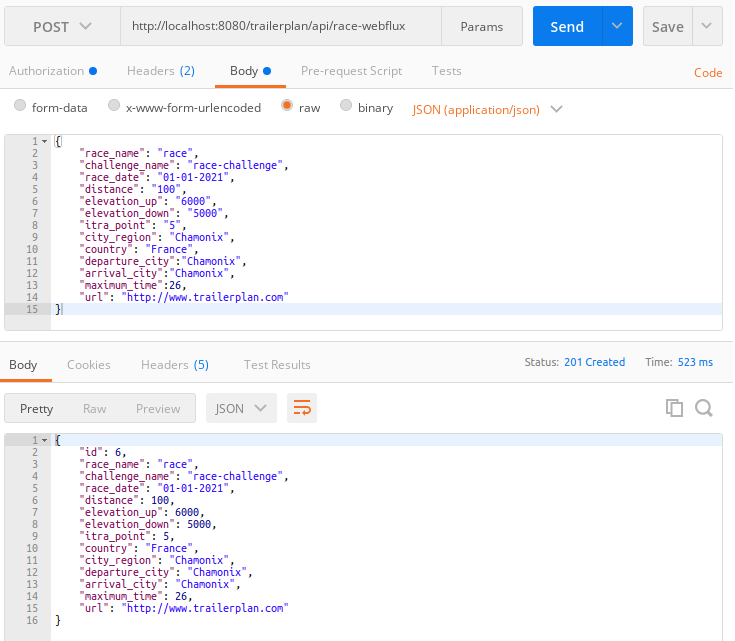 POST http://localhost:8080/trailerplan/api/race-webflux Params Send Save
Authorization Headers (2) Body Pre-request Script Tests Code
form-data x-www-form-urlencoded raw binary JSON (application/json)
1 {
2 "race_name": "race",
3 "challenge_name": "race-challenge",
4 "race_date": "01-01-2021",
5 "distance": "100",
6 "elevation_up": "6000",
7 "elevation_down": "5000",
8 "itra_point": "5",
9 "city_region": "Chamonix",
10 "country": "France",
11 "departure_city":"Chamonix",
12 "arrival_city":"Chamonix",
13 "maximum_time":26,
14 "url": "http://www.trailerplan.com"
15 }
Body Cookies Headers (5) Test Results Status: 201 Created Time: 523 ms
Pretty Raw Preview JSON
1 {
2 "id": 6,
3 "race_name": "race",
4 "challenge_name": "race-challenge",
5 "race_date": "01-01-2021",
6 "distance": 100,
7 "elevation_up": 6000,
8 "elevation_down": 5000,
9 "itra_point": 5,
10 "country": "France",
11 "city_region": "Chamonix",
12 "departure_city": "Chamonix",
13 "arrival_city": "Chamonix",
14 "maximum_time": 26,
15 "url": "http://www.trailerplan.com"
16 }